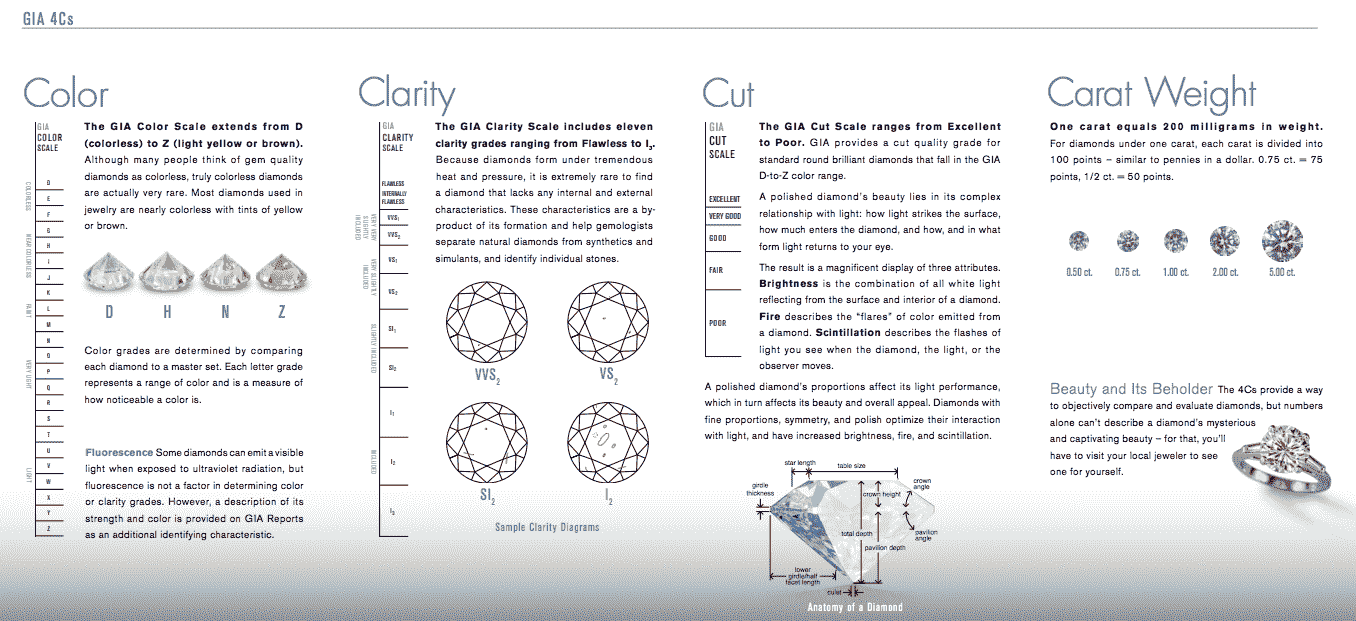 GIA 4Cs
Color
GIA
COLOR
SCALE
COLORLESS
NEAR COLORLESS
FAINT
VERY LIGHT
LIGHT
D
E
F
G
H
I
J
K
L
M
N
O
P
Q
R
S
T
U
V
W
X
Y
Z
The GIA Color Scale extends from D
(colorless) to Z (light yellow or brown).
Although many people think of gem quality
diamonds as colorless, truly colorless diamonds
are actually very rare. Most diamonds used in
jewelry are nearly colorless with tints of yellow
or brown.
D H N Z
Color grades are determined by comparing
each diamond to a master set. Each letter grade
represents a range of color and is a measure of
how noticeable a color is.
Fluorescence Some diamonds can emit a visible
light when exposed to ultraviolet radiation, but
fluorescence is not a factor in determining color
or clarity grades. However, a description of its
strength and color is provided on GIA Reports
as an additional identifying characteristic.
Clarity
GIA
CLARITY
SCALE
FLAWLESS
INTERNALLY
FLAWLESS
VERY VERY
SLIGHTLY
INCLUDED
VVS1
VVS2
VERY SLIGHTLY
INCLUDED
VS1
VS2
SLIGHTLY INCLUDED
SI1
SI2
INCLUDED
I1
I2
I3
The GIA Clarity Scale includes eleven
clarity grades ranging from Flawless to I3.
Because diamonds form under tremendous
heat and pressure, it is extremely rare to find
a diamond that lacks any internal and external
characteristics. These characteristics are a by-
product of its formation and help gemologists
separate natural diamonds from synthetics and
simulants, and identify individual stones.
VVS2 VS2
SI2 I2
Sample Clarity Diagrams
Cut
GIA
CUT
SCALE
EXCELLENT
VERY GOOD
GOOD
FAIR
POOR
The GIA Cut Scale ranges from Excellent
to Poor. GIA provides a cut quality grade for
standard round brilliant diamonds that fall in the GIA
D-to-Z color range.
A polished diamond's beauty lies in its complex
relationship with light: how light strikes the surface,
how much enters the diamond, and how, and in what
form light returns to your eye.
The result is a magnificent display of three attributes.
Brightness is the combination of all white light
reflecting from the surface and interior of a diamond.
Fire describes the "flares" of color emitted from
a diamond. Scintillation describes the flashes of
light you see when the diamond, the light, or the
observer moves.
A polished diamond's proportions affect its light performance,
which in turn affects its beauty and overall appeal. Diamonds with
fine proportions, symmetry, and polish optimize their interaction
with light, and have increased brightness, fire, and scintillation.
star length
table size
girdle
thickness
crown
angle
crown height
total depth
pavilion
angle
pavilion depth
lower
girdle/half
facet length
culet
Anatomy of a Diamond
Carat Weight
One carat equals 200 milligrams in weight.
For diamonds under one carat, each carat is divided into
100 points – similar to pennies in a dollar. 0.75 ct. = 75
points, 1/2 ct. = 50 points.
0.50 ct. 0.75 ct. 1.00 ct. 2.00 ct. 5.00 ct.
Beauty and Its Beholder The 4Cs provide a way
to objectively compare and evaluate diamonds, but numbers
alone can't describe a diamond's mysterious
and captivating beauty – for that, you'll
have to visit your local jeweler to see
one for yourself.